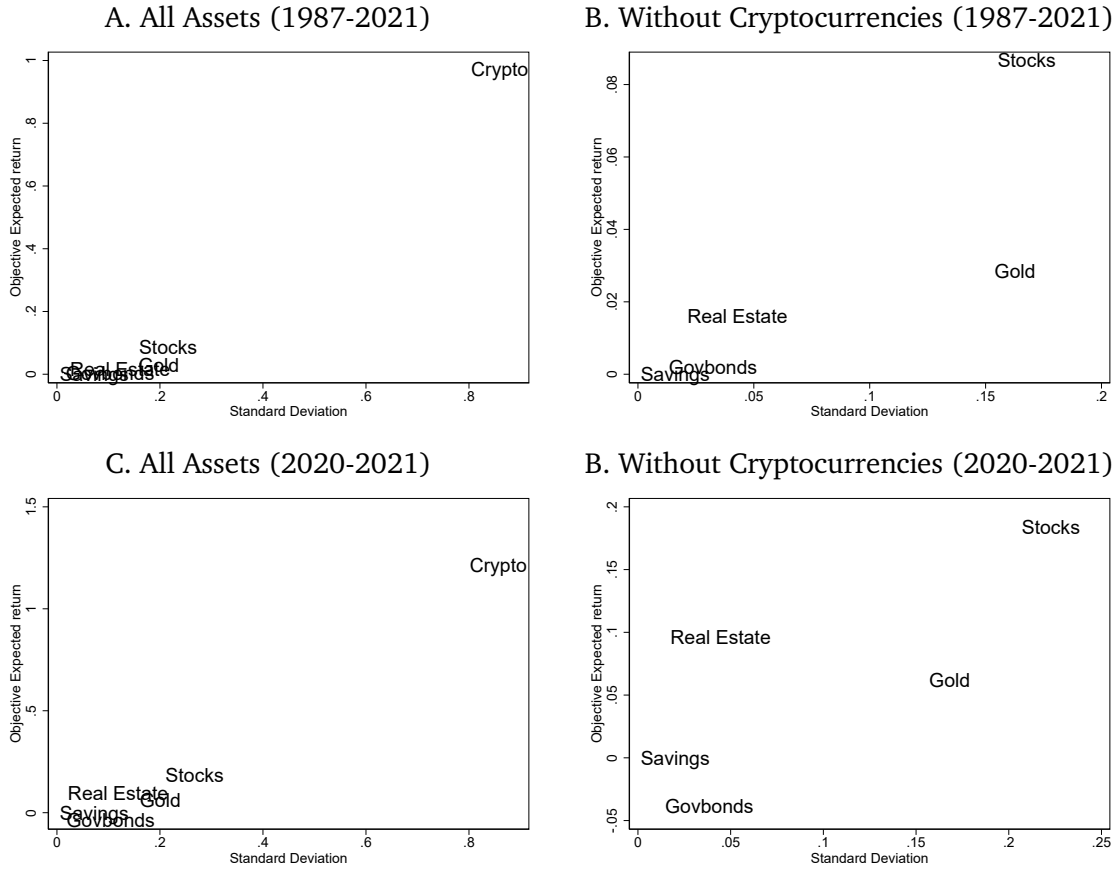 A. All Assets (1987-2021)
B. Without Cryptocurrencies (1987-2021)
Objective Expected return
1
.8
.6
.4
.2
0
Crypto
Stocks
Gold
Real Estate
Govbonds
Savings
0 .2 .4 .6 .8
Standard Deviation
Objective Expected return
.08
.06
.04
.02
0
Stocks
Gold
Real Estate
Govbonds
Savings
0 .05 .1 .15 .2
Standard Deviation
C. All Assets (2020-2021)
B. Without Cryptocurrencies (2020-2021)
Objective Expected return
1.5
1
.5
0
Crypto
Stocks
Real Estate
Gold
Savings
Govbonds
0 .2 .4 .6 .8
Standard Deviation
Objective Expected return
.2
.15
.1
.05
0
-.05
Stocks
Real Estate
Gold
Savings
Govbonds
0 .05 .1 .15 .2 .25
Standard Deviation